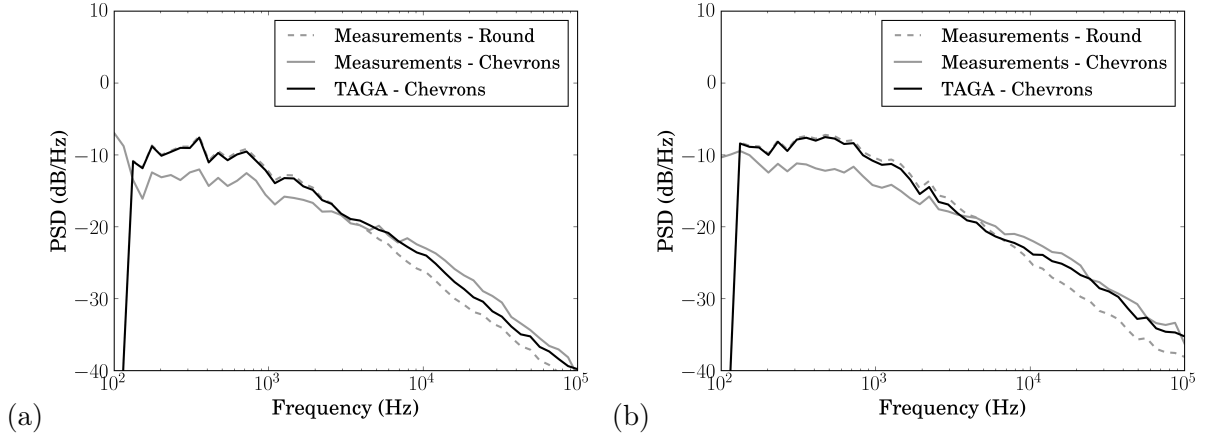 10
0
−10
−20
−30
−40
PSD (dB/Hz)
10²
10³
10⁴
10⁵
Frequency (Hz)
Measurements - Round
Measurements - Chevrons
TAGA - Chevrons
(a)
10
0
−10
−20
−30
−40
PSD (dB/Hz)
10²
10³
10⁴
10⁵
Frequency (Hz)
Measurements - Round
Measurements - Chevrons
TAGA - Chevrons
(b)